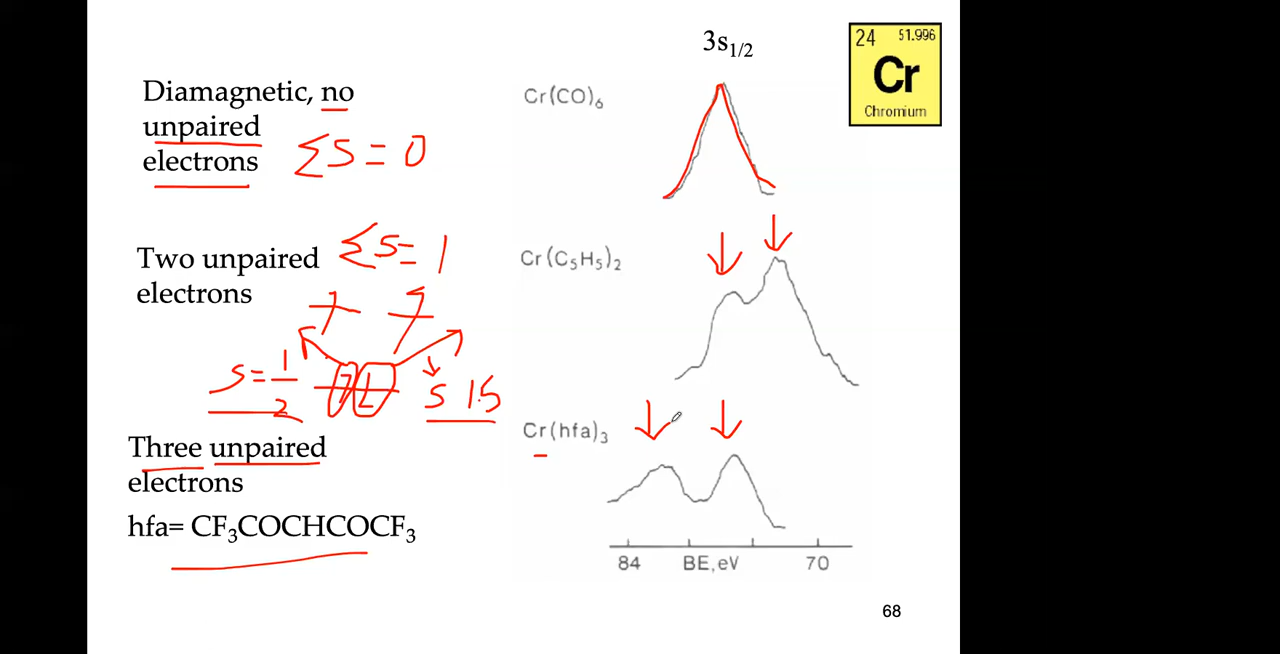 3s1/2
24 51.996
Cr
Chromium
Diamagnetic, no
unpaired
electrons
ΣS = 0
Cr(CO)6
Two unpaired
electrons
ΣS = 1
Cr(C5H5)2
S = 1/2
S 1.5
Three unpaired
electrons
hfa= CF3COCHCOCF3
Cr(hfa)3
84 BE,eV 70
68